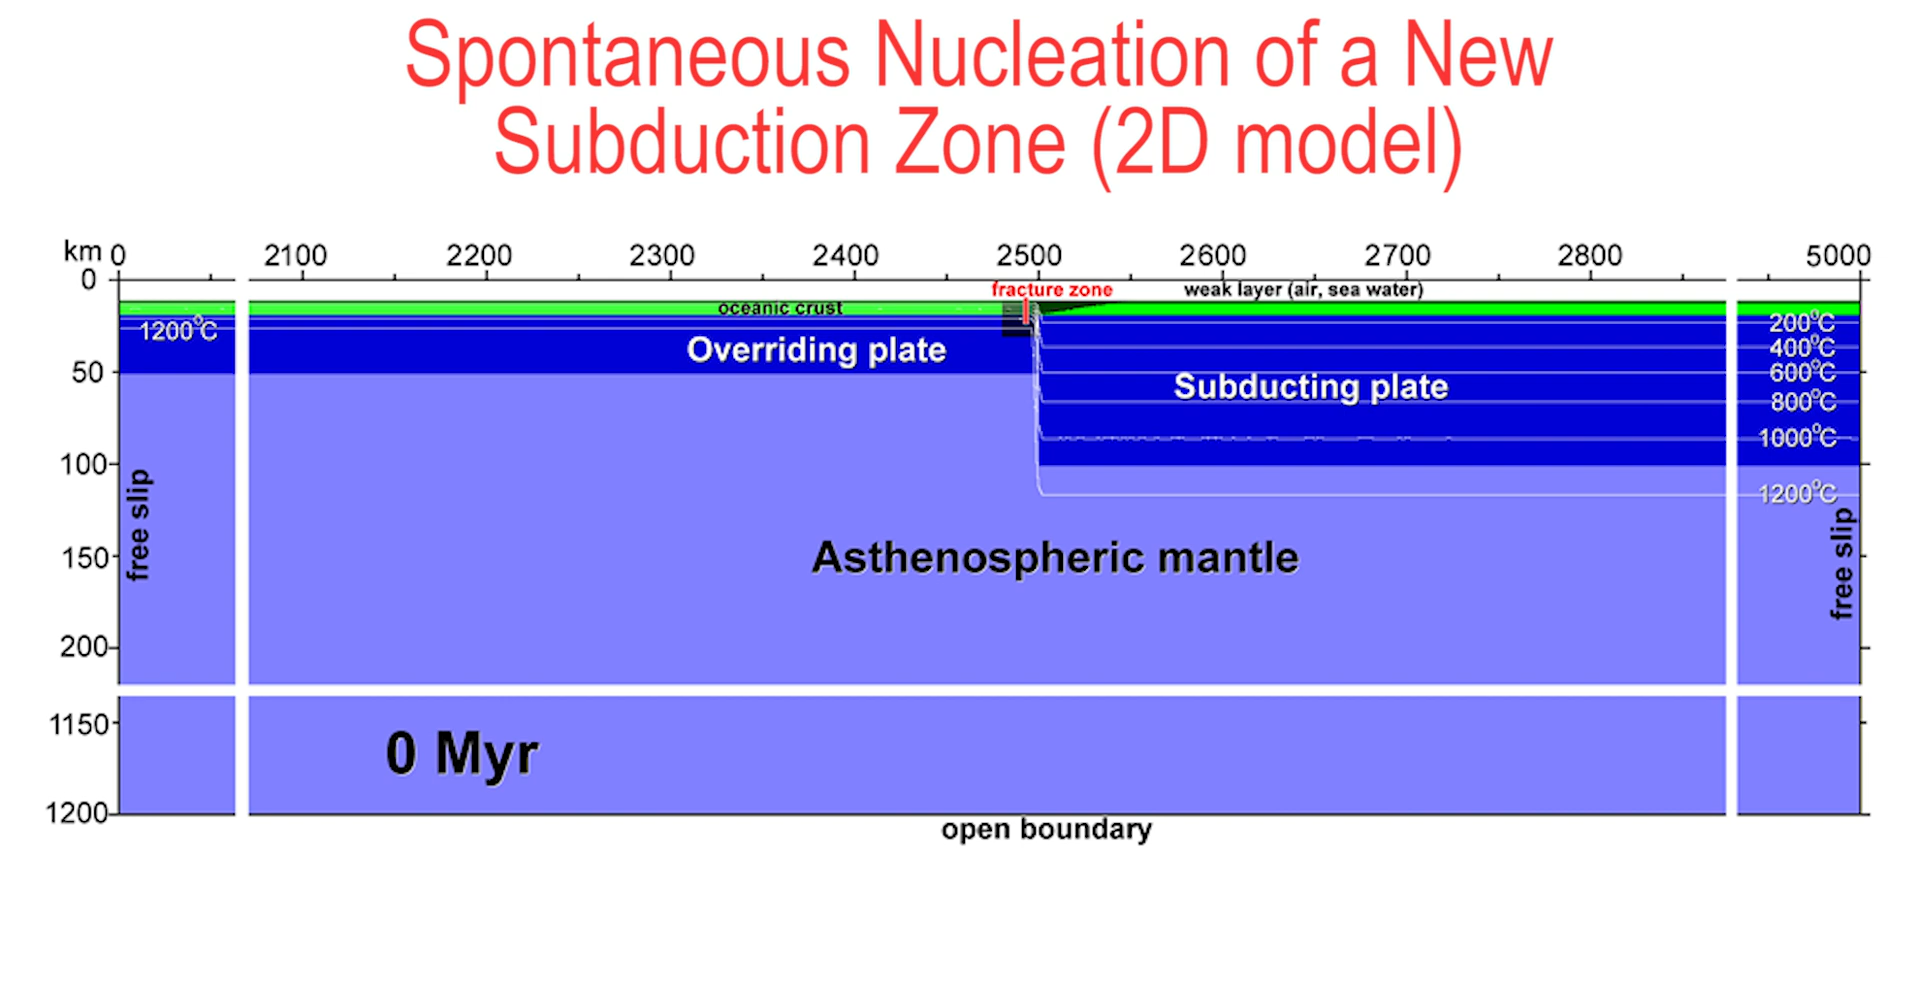 Spontaneous Nucleation of a New
Subduction Zone (2D model)
km 0 2100 2200 2300 2400 2500 2600 2700 2800 5000
0
fracture zone
weak layer (air, sea water)
oceanic crust
1200°C
200°C
Overriding plate
400°C
50
600°C
Subducting plate
800°C
1000°C
100
1200°C
free slip
free slip
150
Asthenospheric mantle
200
1150
0 Myr
1200
open boundary